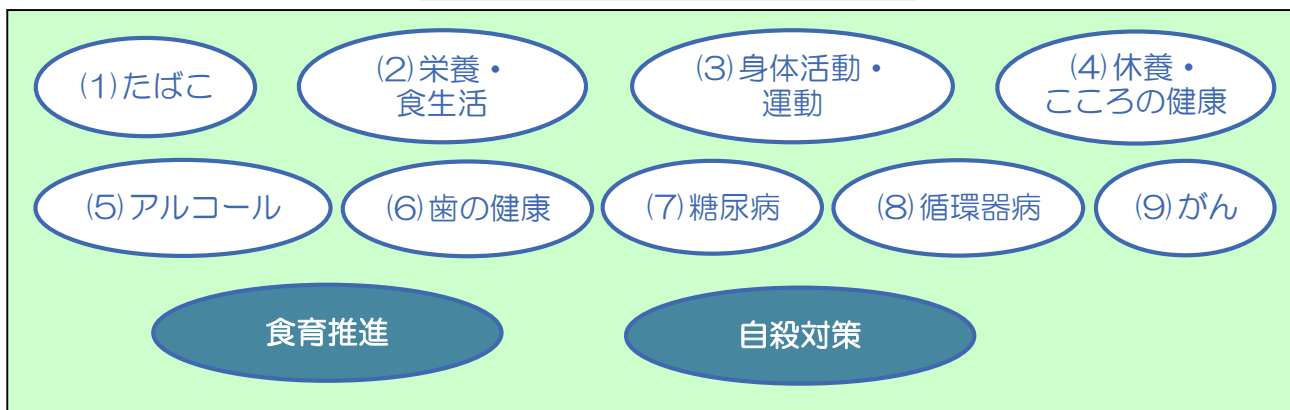 (1)たばこ
(2)栄養・
食生活
(3)身体活動・
運動
(4)休養・
こころの健康
(5)アルコール
(6)歯の健康
(7)糖尿病
(8)循環器病
(9)がん
食育推進
自殺対策